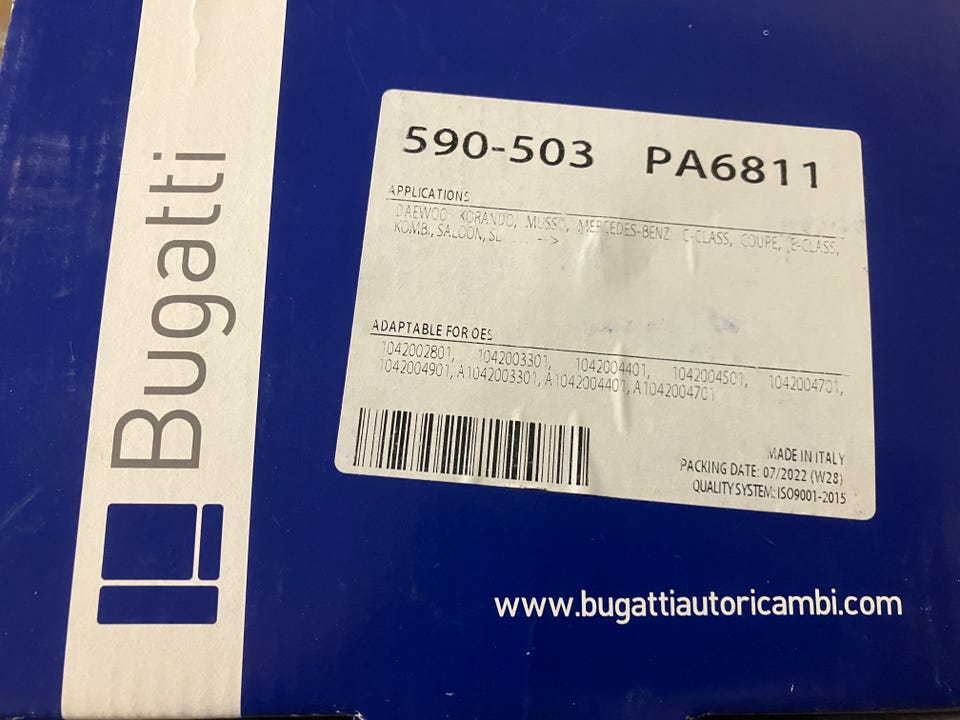 Bugatti
590-503 PA6811
APPLICATIONS
DAEWOO KORANDO, MUSSO, MERCEDES-BENZ C-CLASS, COUPE, E-CLASS,
KOMBI, SALOON, SL ... -->
ADAPTABLE FOR OES
1042002801, 1042003301, 1042004401, 1042004501, 1042004701,
1042004901, A1042003301, A1042004401, A1042004701
MADE IN ITALY
PACKING DATE: 07/2022 (W28)
QUALITY SYSTEM: ISO9001-2015
www.bugattiautoricambi.com